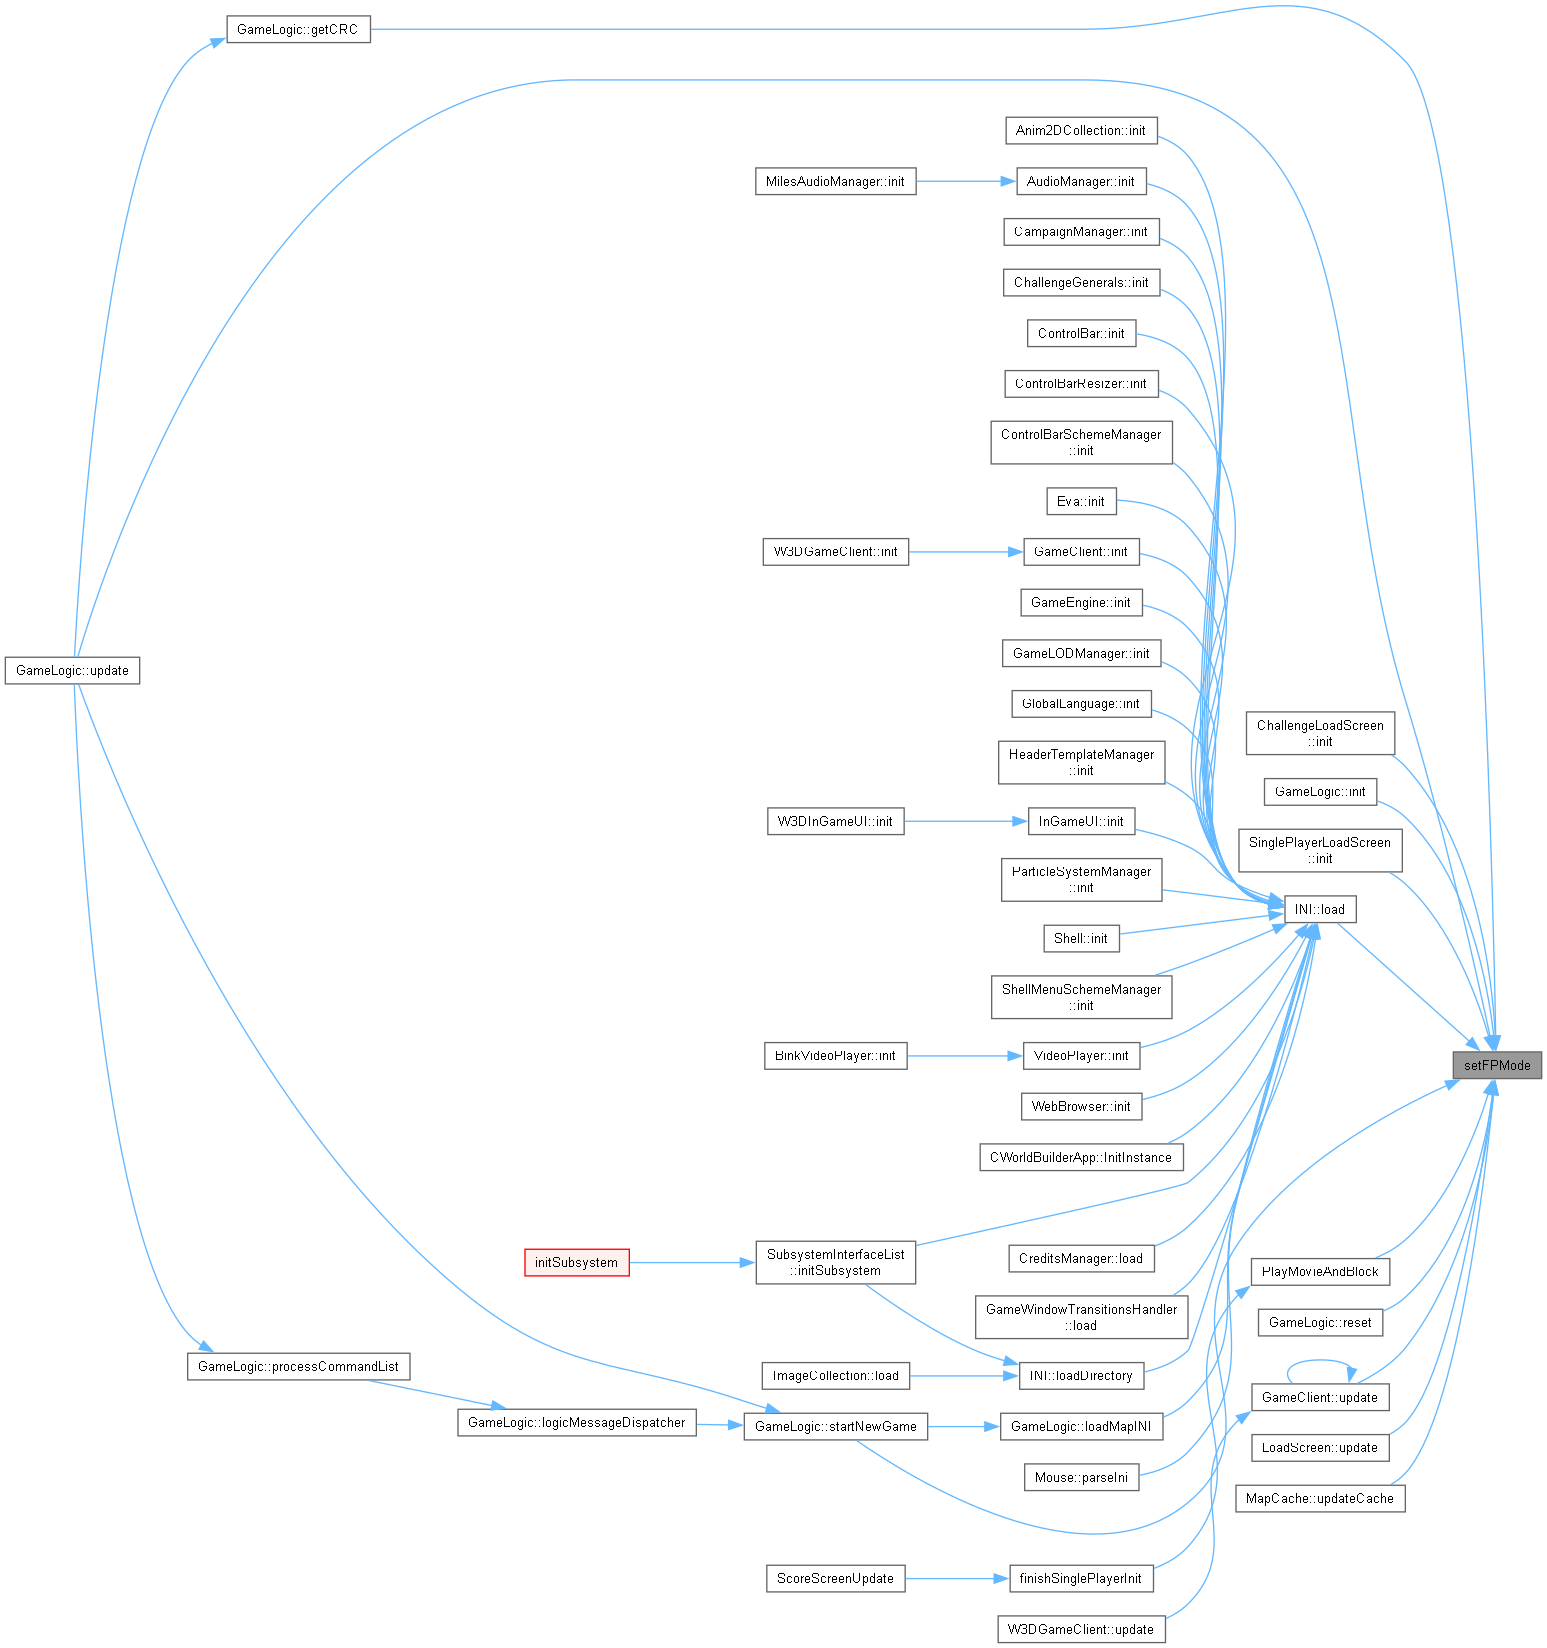 GameLogic::getCRC
Anim2DCollection::init
MilesAudioManager::init
AudioManager::init
CampaignManager::init
ChallengeGenerals::init
ControlBar::init
ControlBarResizer::init
ControlBarSchemeManager
::init
Eva::init
W3DGameClient::init
GameClient::init
GameEngine::init
GameLODManager::init
GameLogic::update
GlobalLanguage::init
ChallengeLoadScreen
::init
HeaderTemplateManager
::init
GameLogic::init
W3DInGameUI::init
InGameUI::init
SinglePlayerLoadScreen
::init
ParticleSystemManager
::init
INI::load
Shell::init
ShellMenuSchemeManager
::init
BinkVideoPlayer::init
VideoPlayer::init
setFPMode
WebBrowser::init
CWorldBuilderApp::InitInstance
initSubsystem
SubsystemInterfaceList
::initSubsystem
CreditsManager::load
PlayMovieAndBlock
GameWindowTransitionsHandler
::load
GameLogic::reset
GameLogic::processCommandList
ImageCollection::load
INI::loadDirectory
GameClient::update
GameLogic::logicMessageDispatcher
GameLogic::startNewGame
GameLogic::loadMapINI
LoadScreen::update
Mouse::parseIni
MapCache::updateCache
ScoreScreenUpdate
finishSinglePlayerInit
W3DGameClient::update